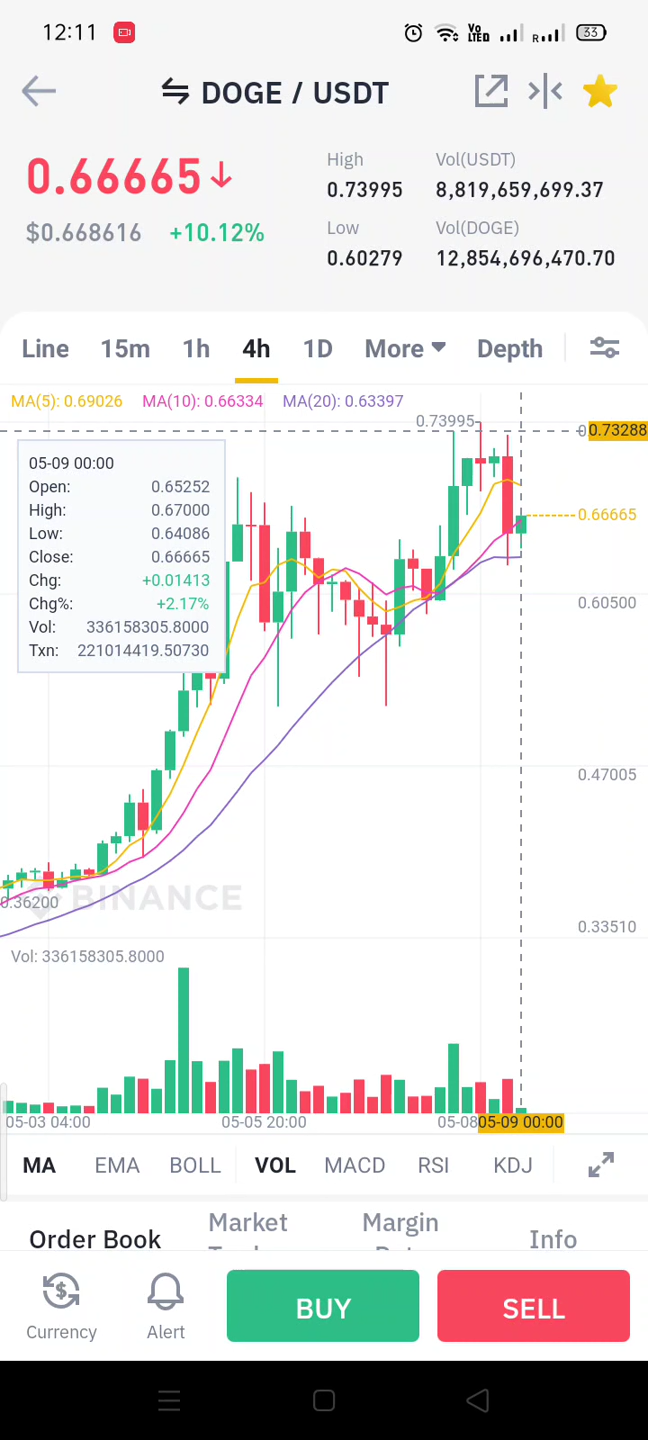 12:11
Vo
LTED
R
33
DOGE / USDT
0.66665↓
$0.668616 +10.12%
High
0.73995
Low
0.60279
Vol(USDT)
8,819,659,699.37
Vol(DOGE)
12,854,696,470.70
Line 15m 1h 4h 1D More Depth
MA(5): 0.69026 MA(10): 0.66334 MA(20): 0.63397
0.73995
0.73288
05-09 00:00
Open: 0.65252
High: 0.67000
Low: 0.64086
Close: 0.66665
Chg: +0.01413
Chg%: +2.17%
Vol: 336158305.8000
Txn: 221014419.50730
0.66665
0.60500
0.47005
0.36200
BINANCE
0.33510
Vol: 336158305.8000
05-03 04:00 05-05 20:00 05-08 05-09 00:00
MA EMA BOLL VOL MACD RSI KDJ
Order Book Market Margin Info
Currency Alert BUY SELL